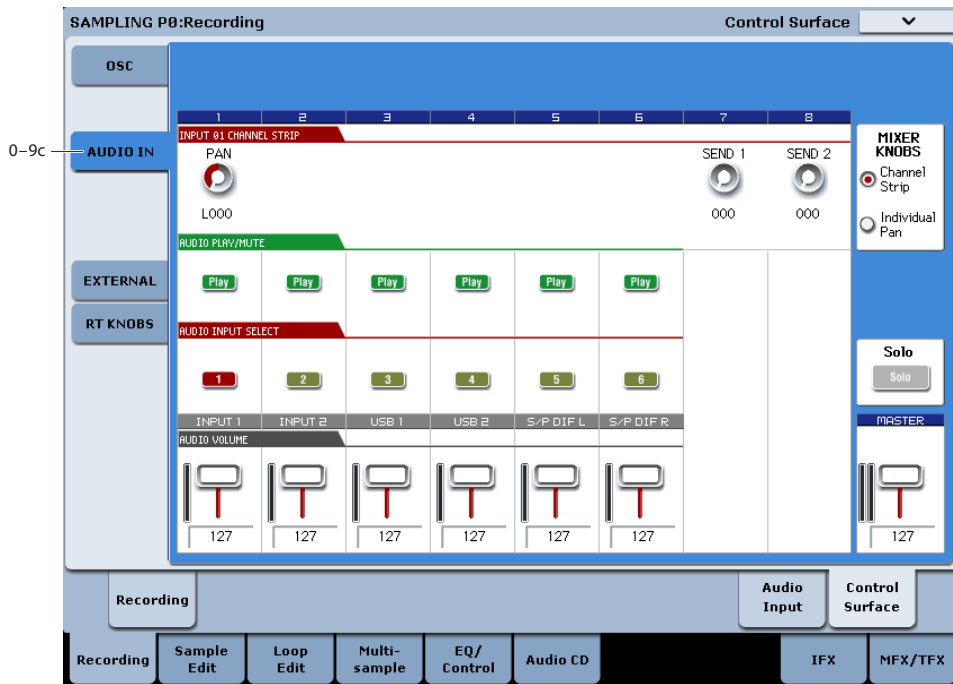 SAMPLING P0:Recording
Control Surface
OSC
0–9c
AUDIO IN
EXTERNAL
RT KNOBS
1 2 3 4 5 6 7 8
INPUT 01 CHANNEL STRIP
PAN
SEND 1
SEND 2
L000
000
000
MIXER
KNOBS
Channel
Strip
Individual
Pan
AUDIO PLAY/MUTE
Play Play Play Play Play Play
AUDIO INPUT SELECT
1 2 3 4 5 6
Solo
Solo
INPUT 1 INPUT 2 USB 1 USB 2 S/P DIF L S/P DIF R
MASTER
AUDIO VOLUME
127 127 127 127 127 127
127
Recording
Audio
Input
Control
Surface
Recording
Sample
Edit
Loop
Edit
Multi-
sample
EQ/
Control
Audio CD
IFX
MFX/TFX